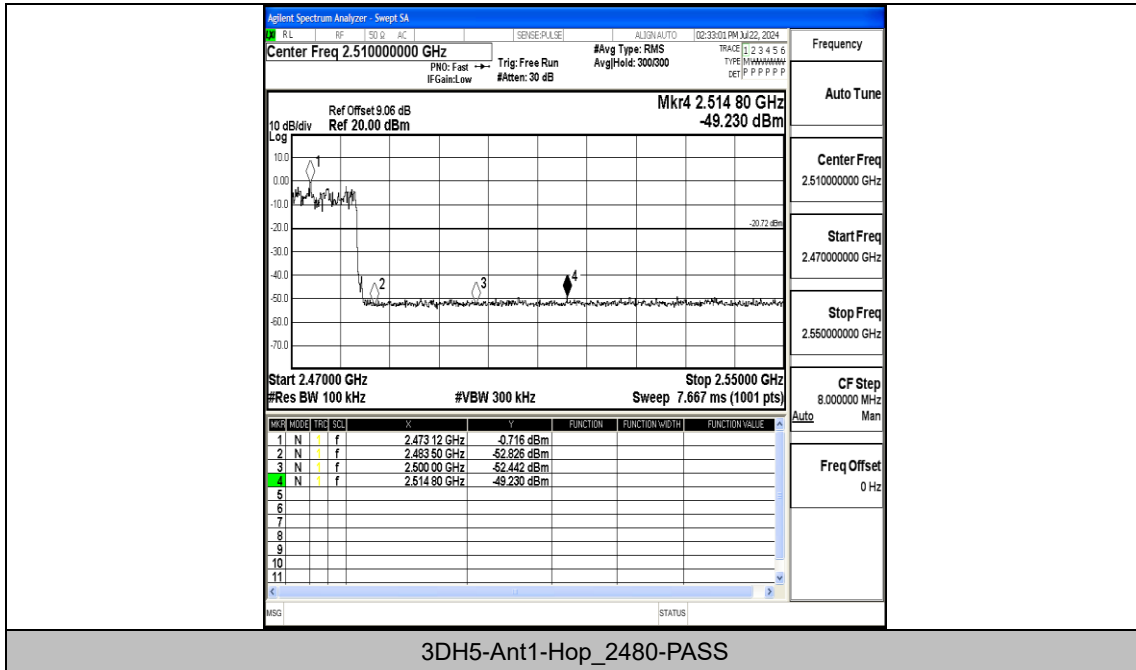 Agilent Spectrum Analyzer - Swept SA
RL RF 50 Ω AC SENSE:PULSE ALIGN AUTO 02:33:01 PM Jul 22, 2024
Center Freq 2.510000000 GHz
PNO: Fast
IFGain:Low
Trig: Free Run
#Atten: 30 dB
#Avg Type: RMS
Avg|Hold: 300/300
TRACE 1 2 3 4 5 6
TYPE MWWWWW
DET P P P P P P
Ref Offset 9.06 dB
10 dB/div Ref 20.00 dBm
Log
Mkr4 2.514 80 GHz
-49.230 dBm
10.0
0.00
-10.0
-20.0
-30.0
-40.0
-50.0
-60.0
-70.0
1
2
3
4
-20.72 dBm
Start 2.47000 GHz Stop 2.55000 GHz
#Res BW 100 kHz #VBW 300 kHz Sweep 7.667 ms (1001 pts)
MKR MODE TRC SCL X Y FUNCTION FUNCTION WIDTH FUNCTION VALUE
1 N 1 f 2.473 12 GHz -0.716 dBm
2 N 1 f 2.483 50 GHz -52.826 dBm
3 N 1 f 2.500 00 GHz -52.442 dBm
4 N 1 f 2.514 80 GHz -49.230 dBm
5
6
7
8
9
10
11
MSG STATUS
Frequency
Auto Tune
Center Freq
2.510000000 GHz
Start Freq
2.470000000 GHz
Stop Freq
2.550000000 GHz
CF Step
8.000000 MHz
Auto Man
Freq Offset
0 Hz
3DH5-Ant1-Hop_2480-PASS